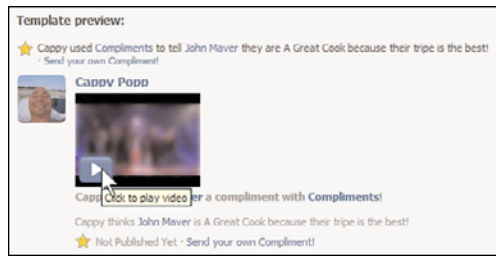 Template preview:
Cappy used Compliments to tell John Maver they are A Great Cook because their tripe is the best!
· Send your own Compliment!
Cappy Popp
Click to play video
Capp er a compliment with Compliments!
Cappy thinks John Maver is A Great Cook because their tripe is the best!
Not Published Yet · Send your own Compliment!